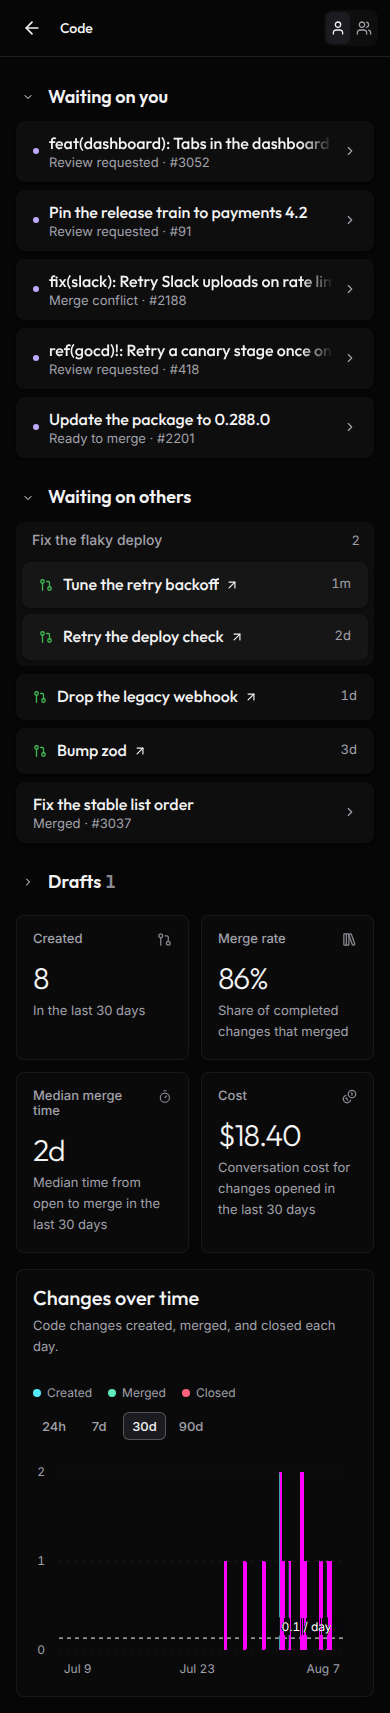 Code
Waiting on you
feat(dashboard): Tabs in the dashboard
Review requested · #3052
Pin the release train to payments 4.2
Review requested · #91
fix(slack): Retry Slack uploads on rate lin
Merge conflict · #2188
ref(gocd)!: Retry a canary stage once on
Review requested · #418
Update the package to 0.288.0
Ready to merge · #2201
Waiting on others
Fix the flaky deploy 2
Tune the retry backoff 1m
Retry the deploy check 2d
Drop the legacy webhook 1d
Bump zod 3d
Fix the stable list order
Merged · #3037
Drafts 1
Created
8
In the last 30 days
Merge rate
86%
Share of completed
changes that merged
Median merge
time
2d
Median time from
open to merge in the
last 30 days
Cost
$18.40
Conversation cost for
changes opened in
the last 30 days
Changes over time
Code changes created, merged, and closed each
day.
Created Merged Closed
24h 7d 30d 90d
2
1
0.1 / day
0
Jul 9 Jul 23 Aug 7